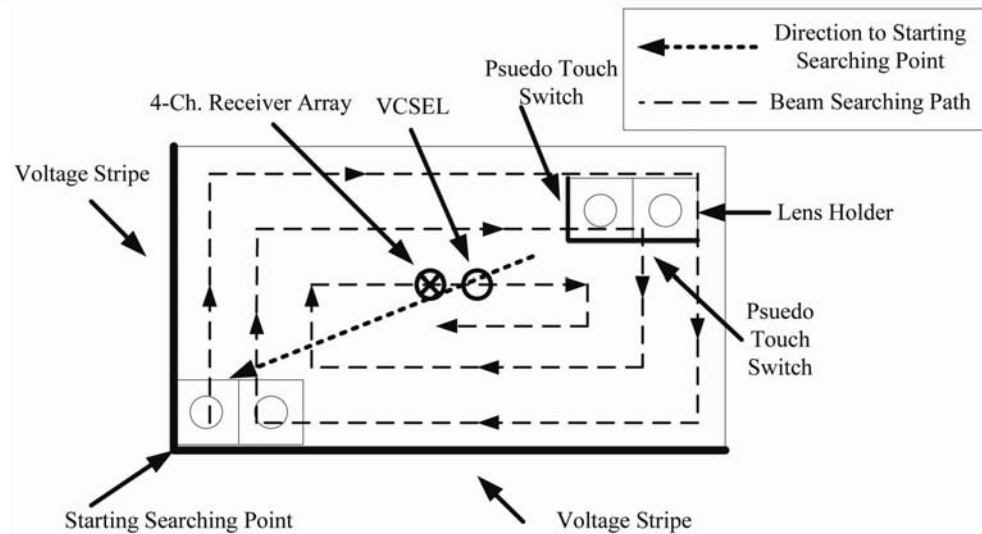 Direction to Starting
Searching Point
Beam Searching Path
Psuedo Touch
Switch
4-Ch. Receiver Array
VCSEL
Voltage Stripe
Lens Holder
Psuedo
Touch
Switch
Starting Searching Point
Voltage Stripe